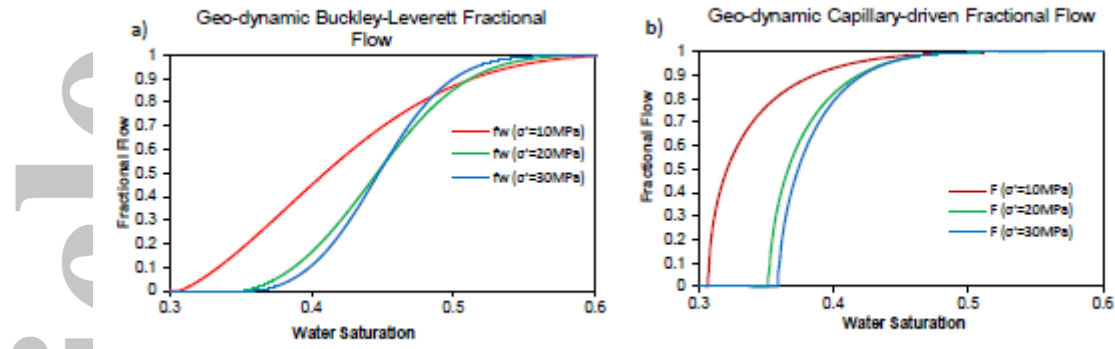 a)
Geo-dynamic Buckley-Leverett Fractional
Flow
Fractional Flow
1
0.9
0.8
0.7
0.6
0.5
0.4
0.3
0.2
0.1
0
0.3
0.4
0.5
0.6
Water Saturation
fw (σ'=10MPa)
fw (σ'=20MPa)
fw (σ'=30MPa)
b)
Geo-dynamic Capillary-driven Fractional Flow
Fractional Flow
1
0.9
0.8
0.7
0.6
0.5
0.4
0.3
0.2
0.1
0
0.3
0.4
0.5
0.6
Water Saturation
F (σ'=10MPa)
F (σ'=20MPa)
F (σ'=30MPa)